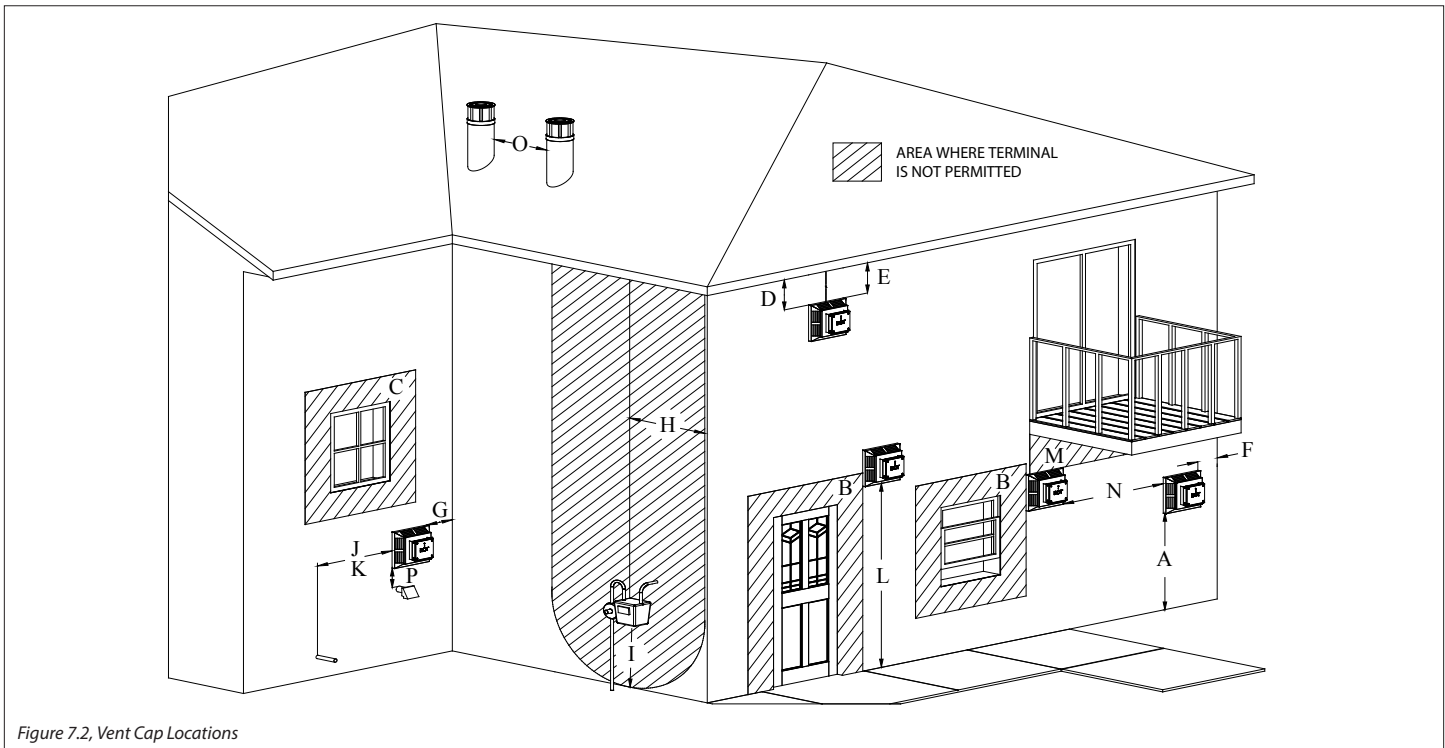 O
AREA WHERE TERMINAL
IS NOT PERMITTED
D
E
C
H
F
B
M
B
N
G
J
K
P
L
A
I
Figure 7.2, Vent Cap Locations